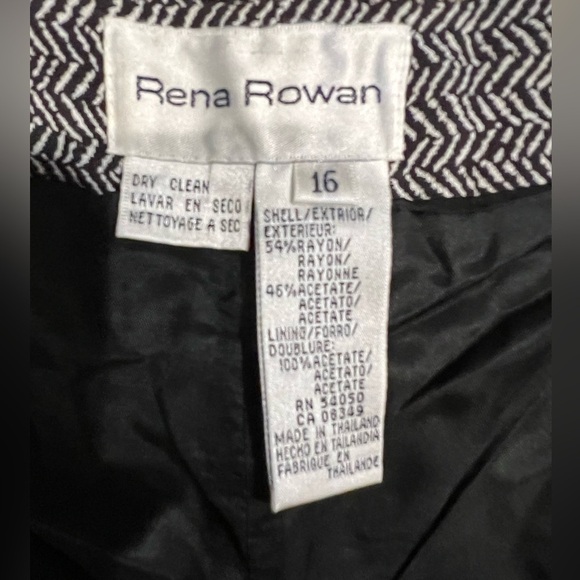 Rena Rowan
DRY CLEAN
LAVAR EN SECO
NETTOYAGE A SEC
16
SHELL/EXTRIOR/
EXTERIEUR:
54%RAYON/
RAYON/
RAYONNE
46%ACETATE/
ACETATO/
ACETATE
LINING/FORRO/
DOUBLURE:
100%ACETATE/
ACETATO/
ACETATE
RN 54050
CA 08349
MADE IN THAILAND
HECHO EN TAILANDIA
FABRIQUE EN
THAILANDE